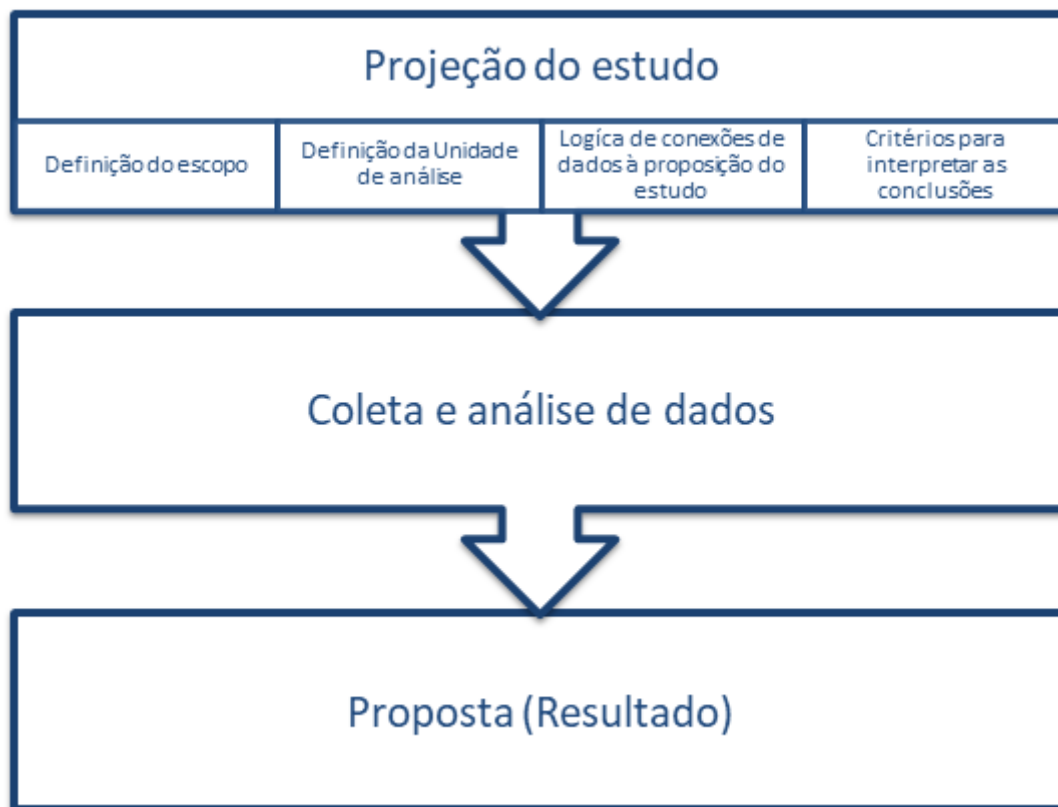 Projeção do estudo
Definição do escopo
Definição da Unidade
de análise
Logíca de conexões de
dados à proposição do
estudo
Critérios para
interpretar as
conclusões
Coleta e análise de dados
Proposta (Resultado)